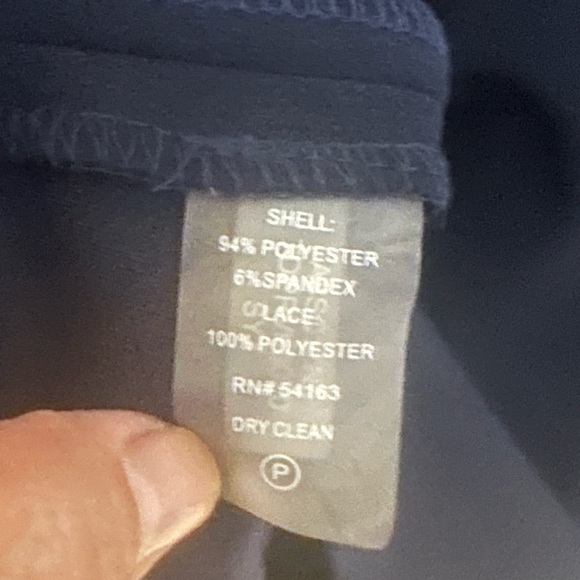 SHELL:
94% POLYESTER
6%SPANDEX
LACE:
100% POLYESTER
RN# 54163
DRY CLEAN
P